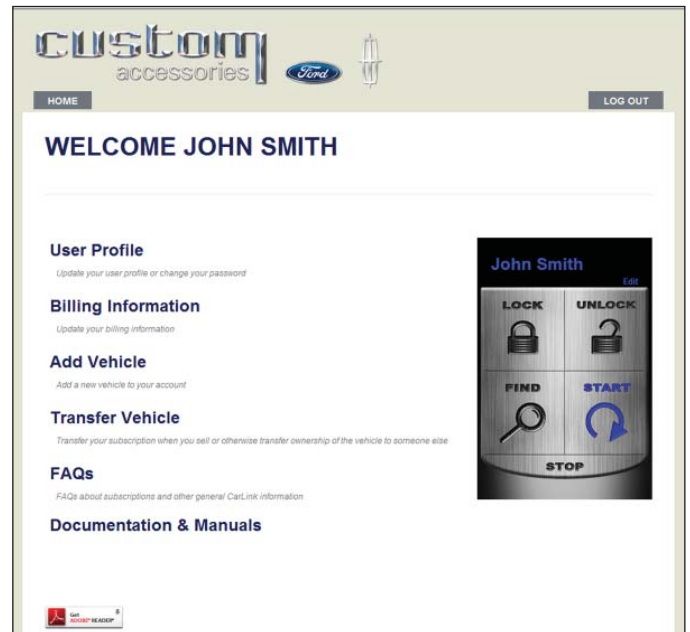 custom
accessories
Ford
HOME
LOG OUT
WELCOME JOHN SMITH
User Profile
Update your user profile or change your password
Billing Information
Update your billing information
Add Vehicle
Add a new vehicle to your account
Transfer Vehicle
Transfer your subscription when you sell or otherwise transfer ownership of the vehicle to someone else
FAQs
FAQs about subscriptions and other general CarLink information
Documentation & Manuals
John Smith
Edit
LOCK
UNLOCK
FIND
START
STOP
Get
ADOBE® READER®